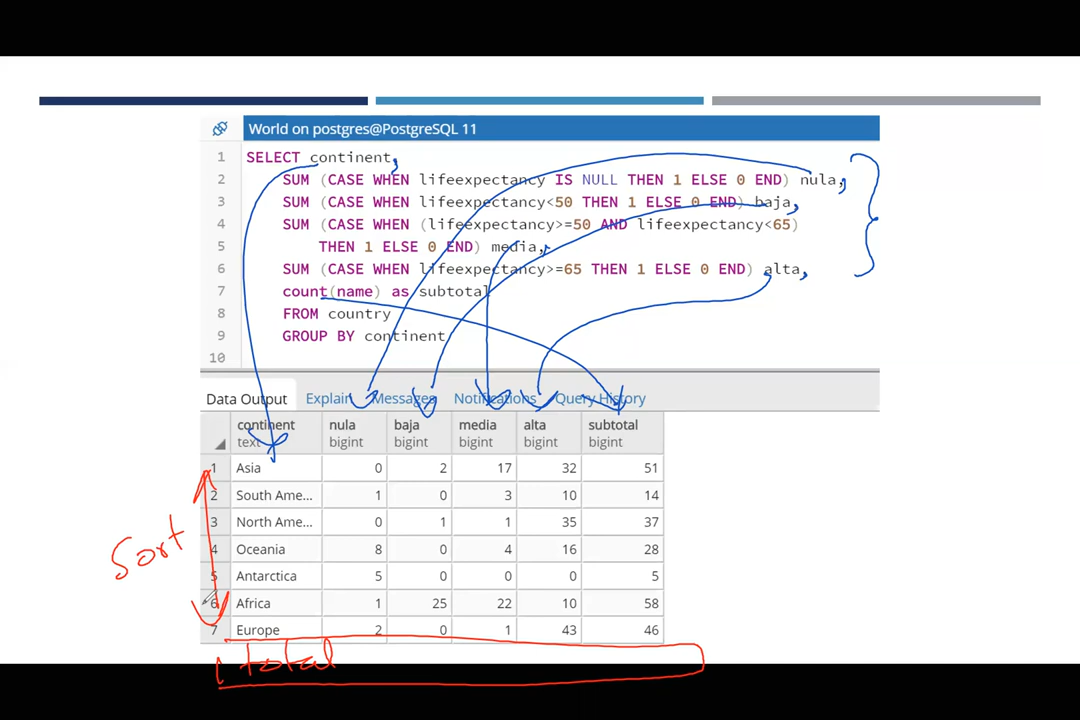 World on postgres@PostgreSQL 11
1 SELECT continent,
2 SUM (CASE WHEN lifeexpectancy IS NULL THEN 1 ELSE 0 END) nula,
3 SUM (CASE WHEN lifeexpectancy<50 THEN 1 ELSE 0 END) baja,
4 SUM (CASE WHEN (lifeexpectancy>=50 AND lifeexpectancy<65)
5 THEN 1 ELSE 0 END) media,
6 SUM (CASE WHEN lifeexpectancy>=65 THEN 1 ELSE 0 END) alta,
7 count(name) as subtotal
8 FROM country
9 GROUP BY continent
10
Data Output Explain Messages Notifications Query History
continent nula baja media alta subtotal
text bigint bigint bigint bigint bigint
1 Asia 0 2 17 32 51
2 South Ame... 1 0 3 10 14
3 North Ame... 0 1 1 35 37
Sort
4 Oceania 8 0 4 16 28
5 Antarctica 5 0 0 0 5
6 Africa 1 25 22 10 58
7 Europe 2 0 1 43 46
total